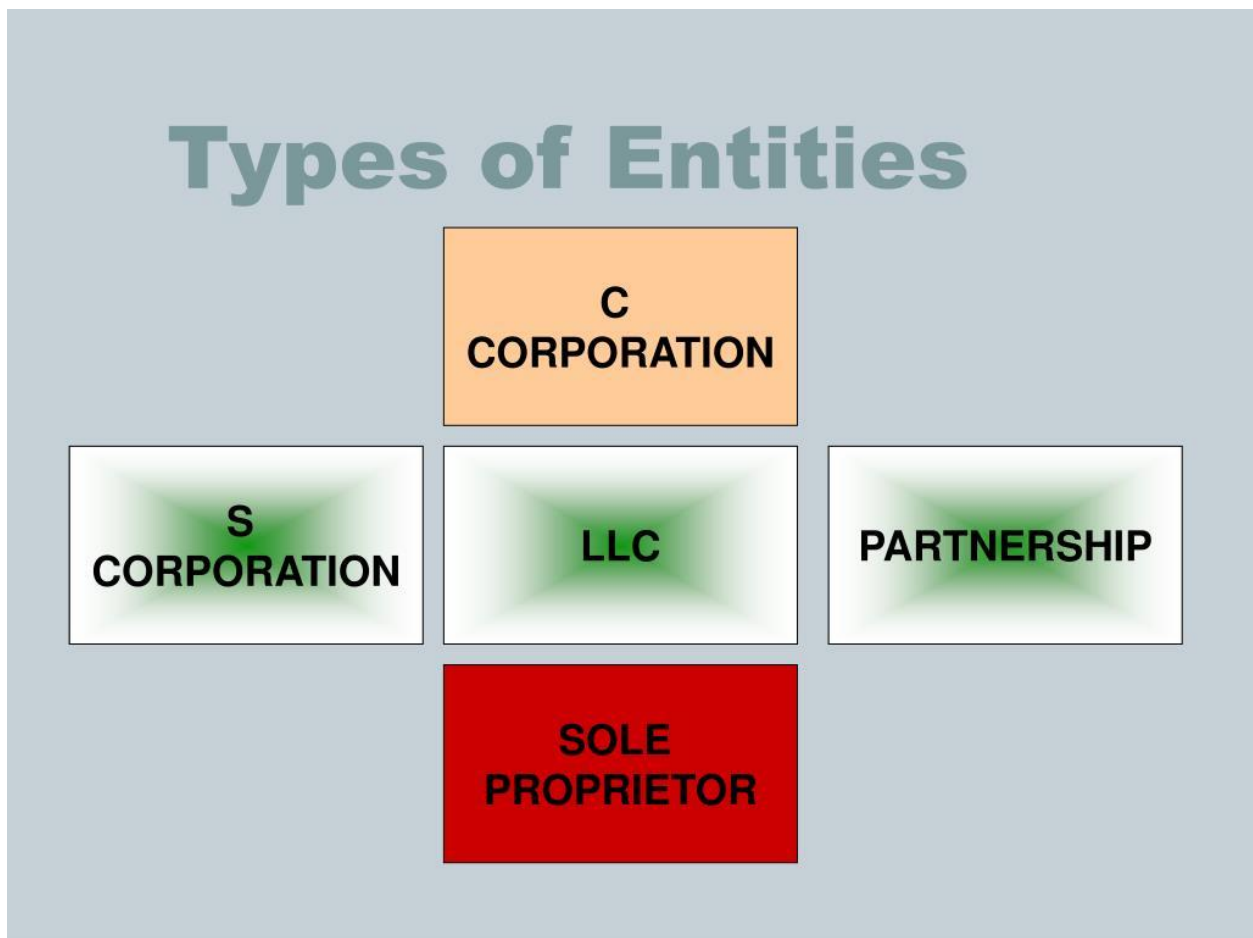 Types of Entities
C
CORPORATION
S
CORPORATION
LLC
PARTNERSHIP
SOLE
PROPRIETOR